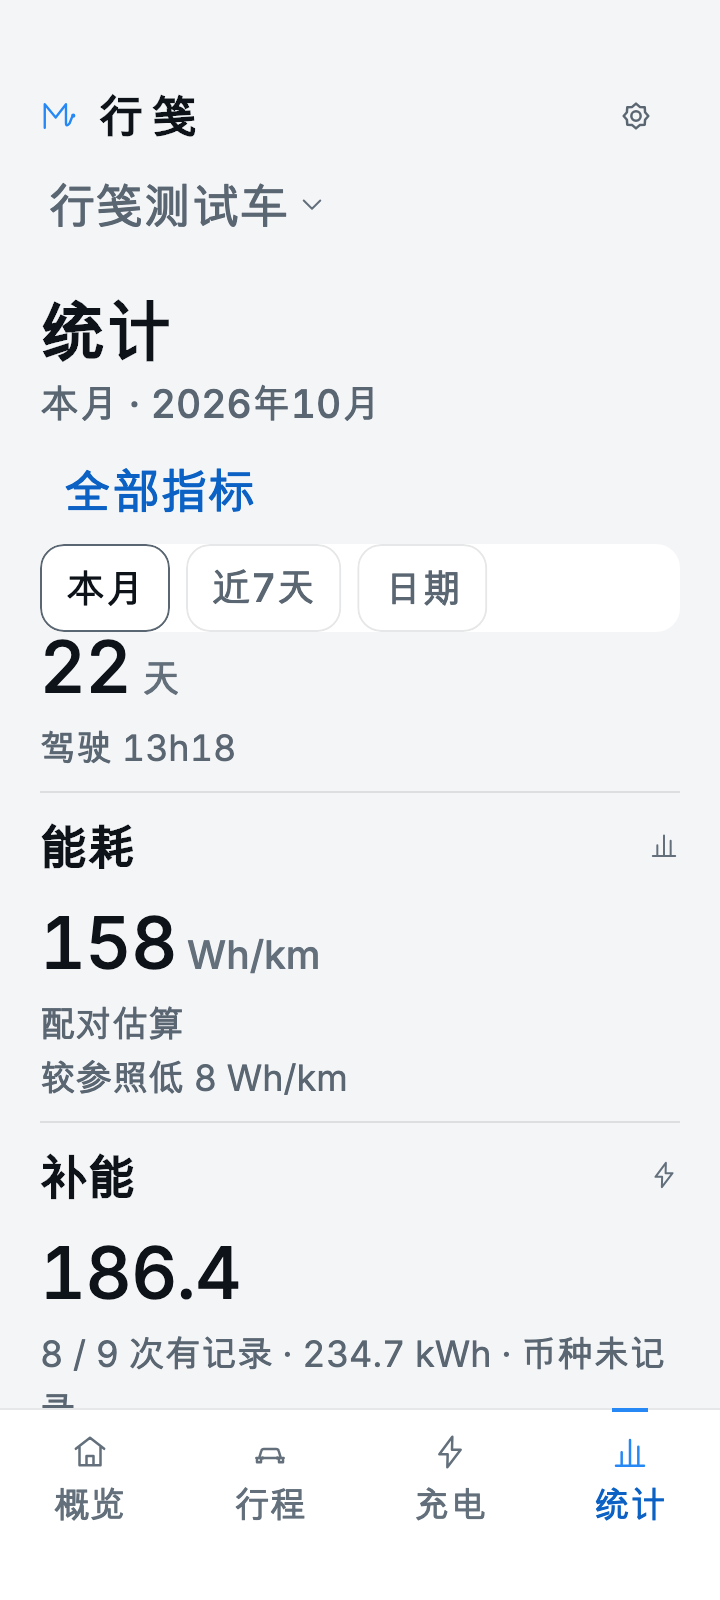 行笺
行笺测试车
统计
本月 · 2026年10月
全部指标
本月 近7天 日期
22 天
驾驶 13h18
能耗
158 Wh/km
配对估算
较参照低 8 Wh/km
补能
186.4
8 / 9 次有记录 · 234.7 kWh · 币种未记
录
概览 行程 充电 统计